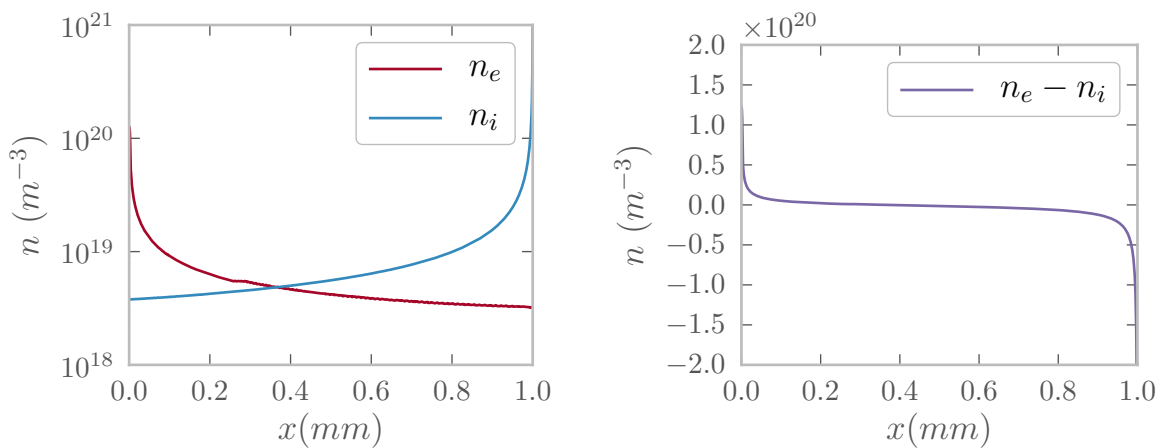 10^{21}
10^{20}
10^{19}
10^{18}
n (m^{-3})
n_e
n_i
0.0 0.2 0.4 0.6 0.8 1.0
x(mm)
×10^{20}
2.0
1.5
1.0
0.5
0.0
−0.5
−1.0
−1.5
−2.0
n (m^{-3})
n_e − n_i
0.0 0.2 0.4 0.6 0.8 1.0
x(mm)